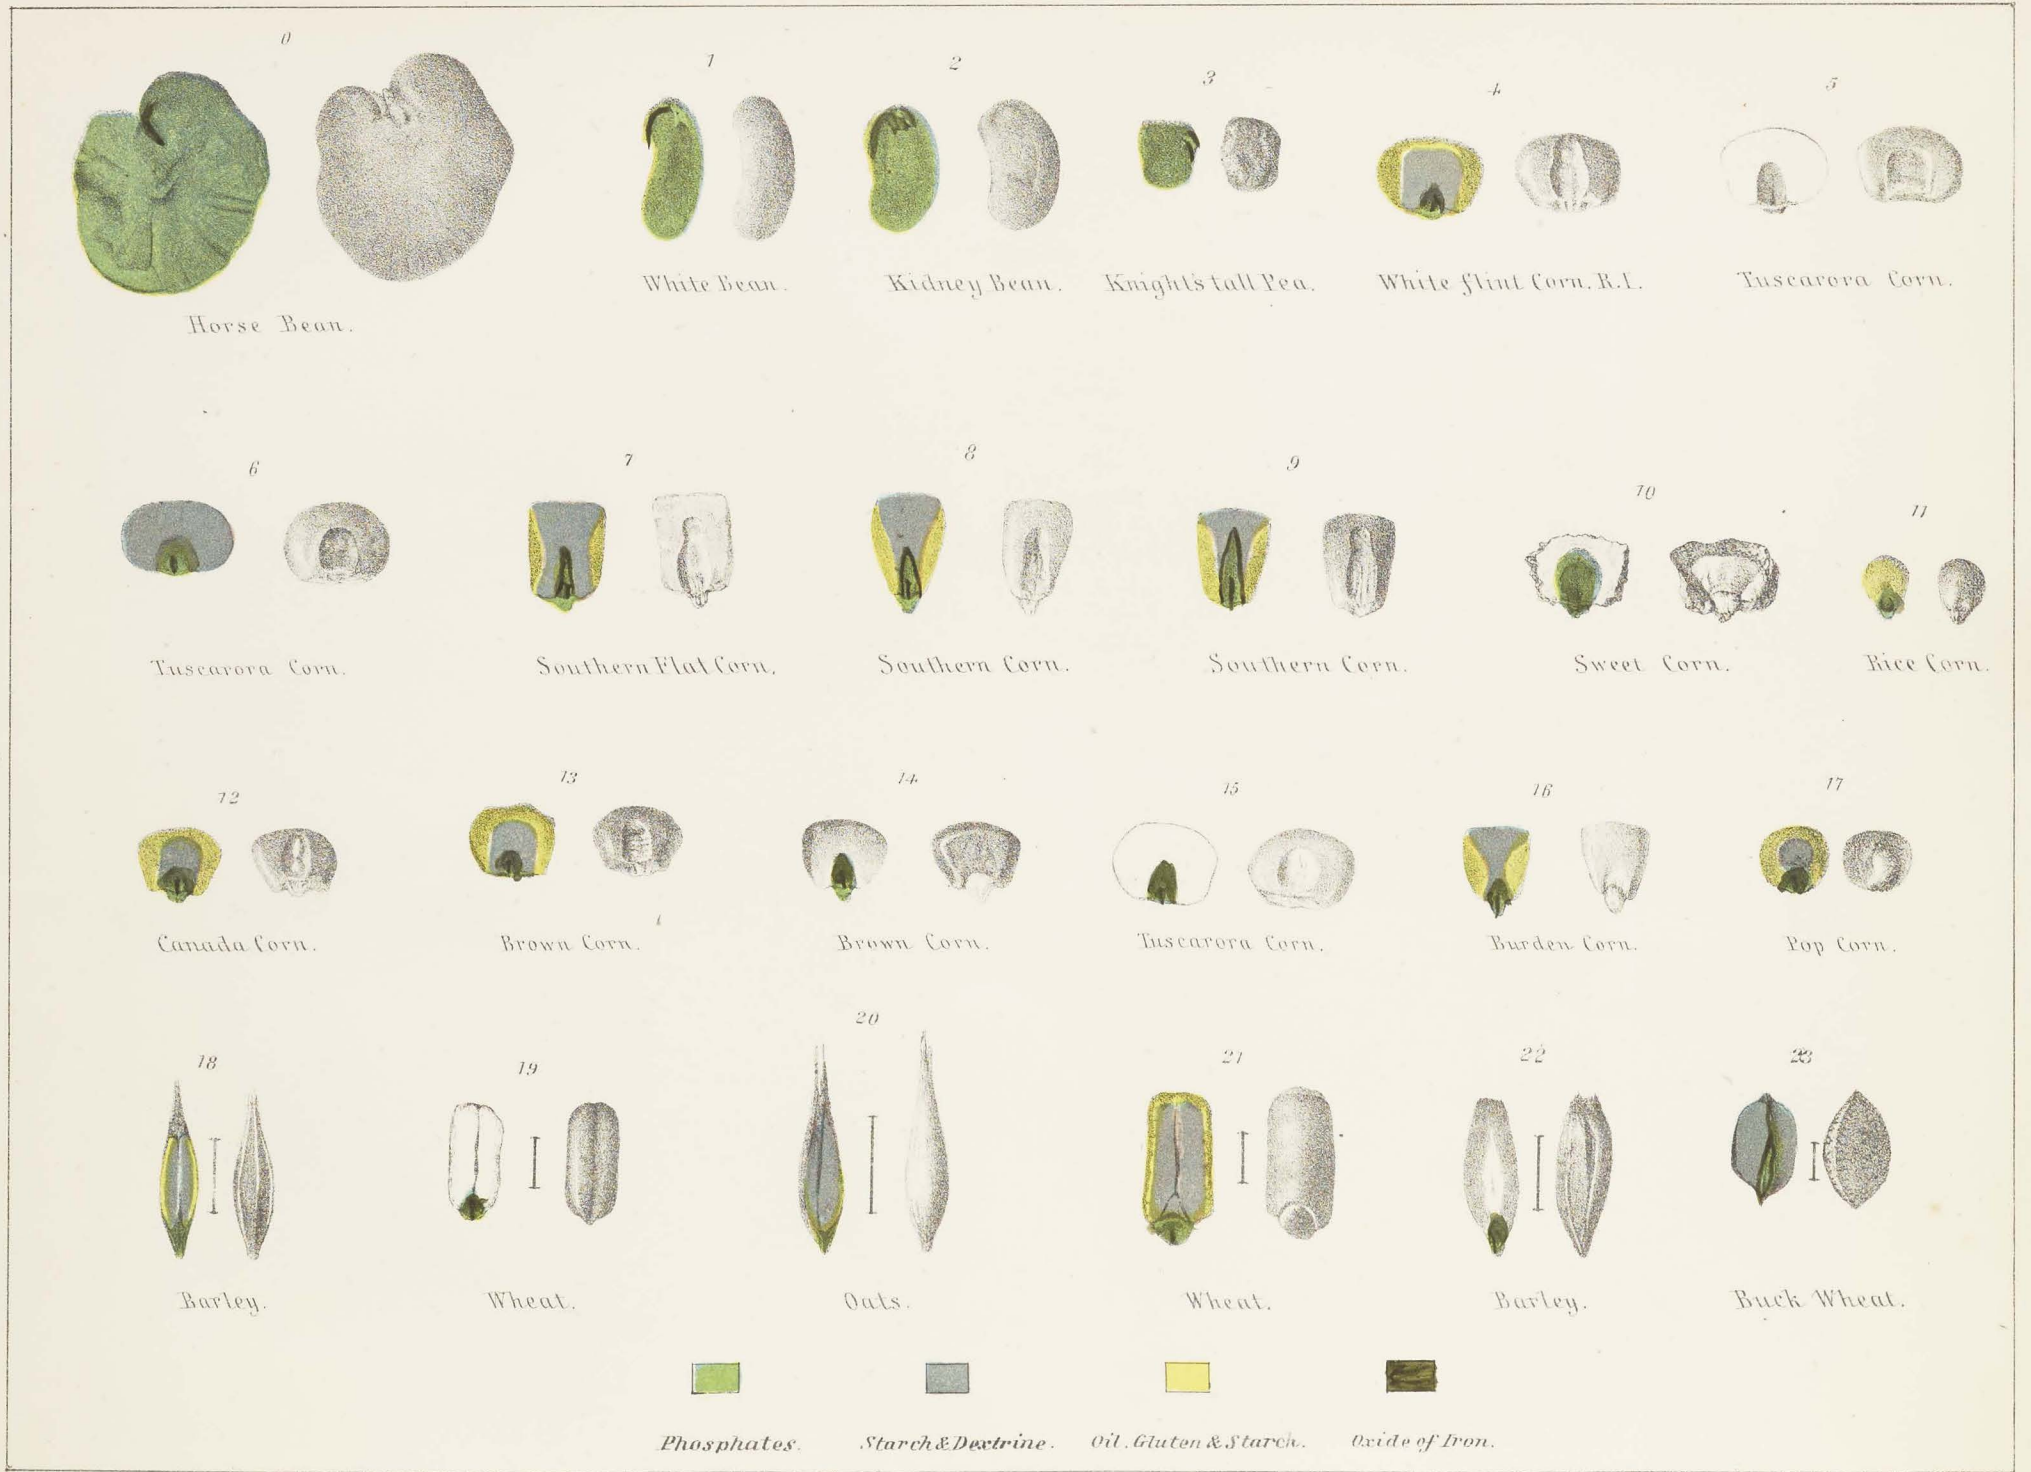 0 1 2 3 4 5
White Bean. Kidney Bean. Knight's tall Pea. White flint Corn. R.I. Tuscarora Corn.
Horse Bean.
6 7 8 9 10 11
Tuscarora Corn. Southern Flat Corn. Southern Corn. Southern Corn. Sweet Corn. Rice Corn.
12 13 14 15 16 17
Canada Corn. Brown Corn. Brown Corn. Tuscarora Corn. Burden Corn. Pop Corn.
18 19 20 21 22 23
Barley. Wheat. Oats. Wheat. Barley. Buck Wheat.
Phosphates. Starch & Dextrine. Oil. Gluten & Starch. Oxide of Iron.